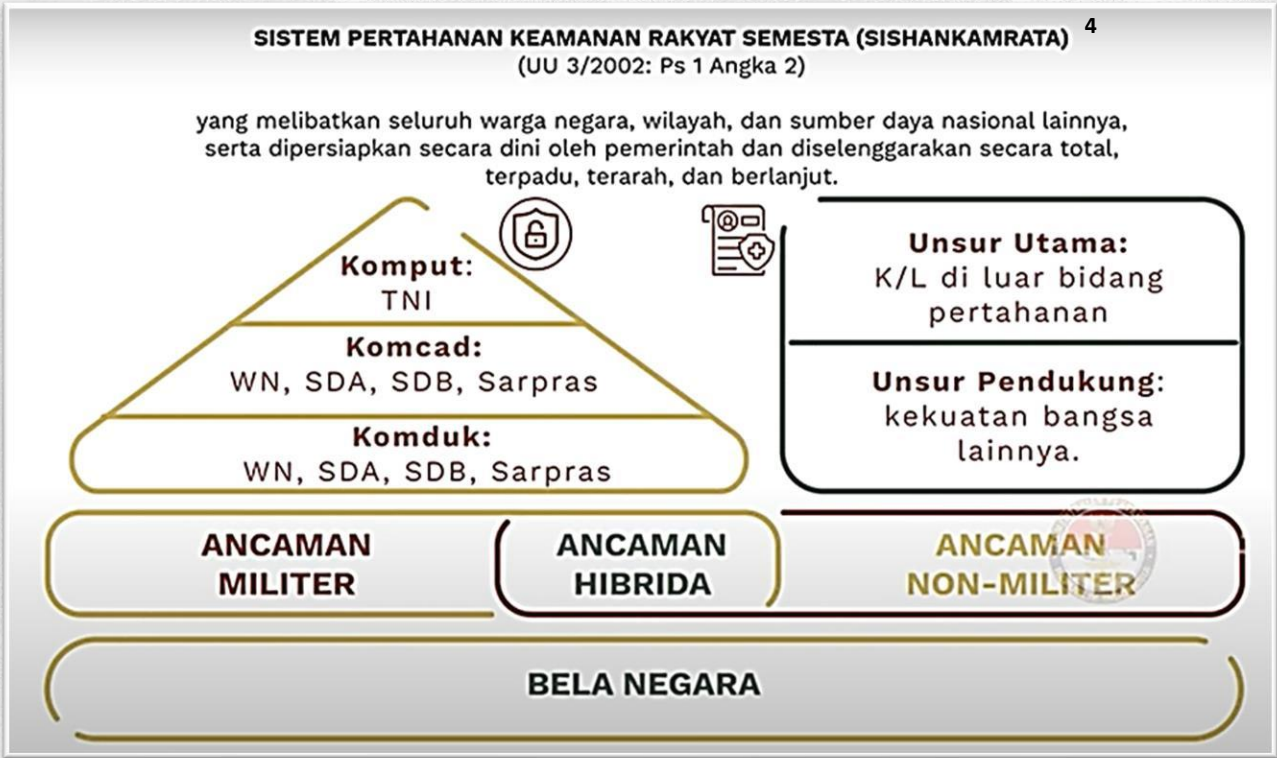 SISTEM PERTAHANAN KEAMANAN RAKYAT SEMESTA (SISHANKAMRATA) 4
(UU 3/2002: Ps 1 Angka 2)
yang melibatkan seluruh warga negara, wilayah, dan sumber daya nasional lainnya,
serta dipersiapkan secara dini oleh pemerintah dan diselenggarakan secara total,
terpadu, terarah, dan berlanjut.
Komput:
TNI
Komcad:
WN, SDA, SDB, Sarpras
Komduk:
WN, SDA, SDB, Sarpras
Unsur Utama:
K/L di luar bidang
pertahanan
Unsur Pendukung:
kekuatan bangsa
lainnya.
ANCAMAN
MILITER
ANCAMAN
HIBRIDA
ANCAMAN
NON-MILITER
BELA NEGARA